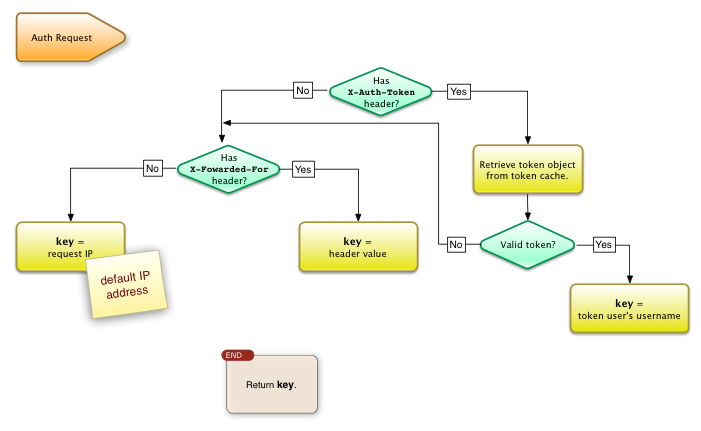 Auth Request
Has
X-Auth-Token
header?
No
Yes
Has
X-Fowarded-For
header?
No
Yes
Retrieve token object
from token cache.
key =
request IP
default IP
address
key =
header value
Valid token?
No
Yes
key =
token user's username
END
Return key.